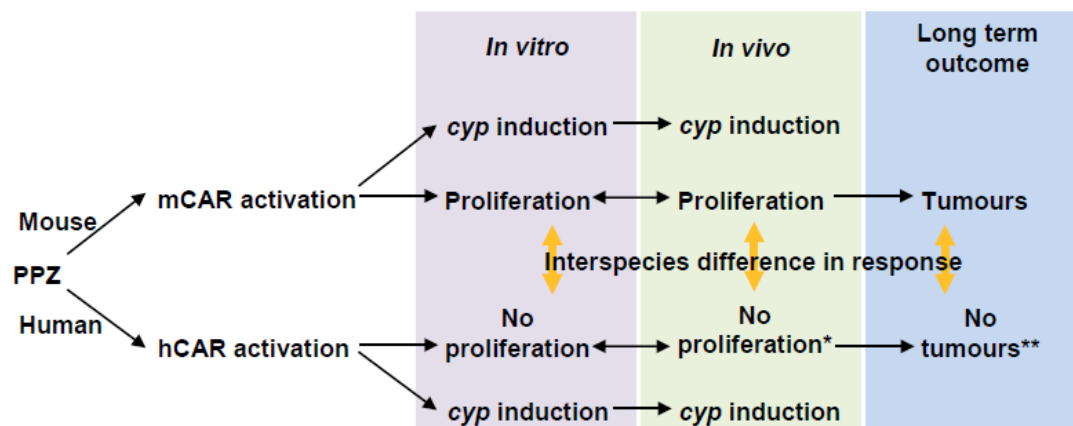 In vitro
In vivo
Long term
outcome
cyp induction
cyp induction
Mouse
mCAR activation
Proliferation
Proliferation
Tumours
PPZ
Interspecies difference in response
Human
hCAR activation
No
proliferation
No
proliferation*
No
tumours**
cyp induction
cyp induction